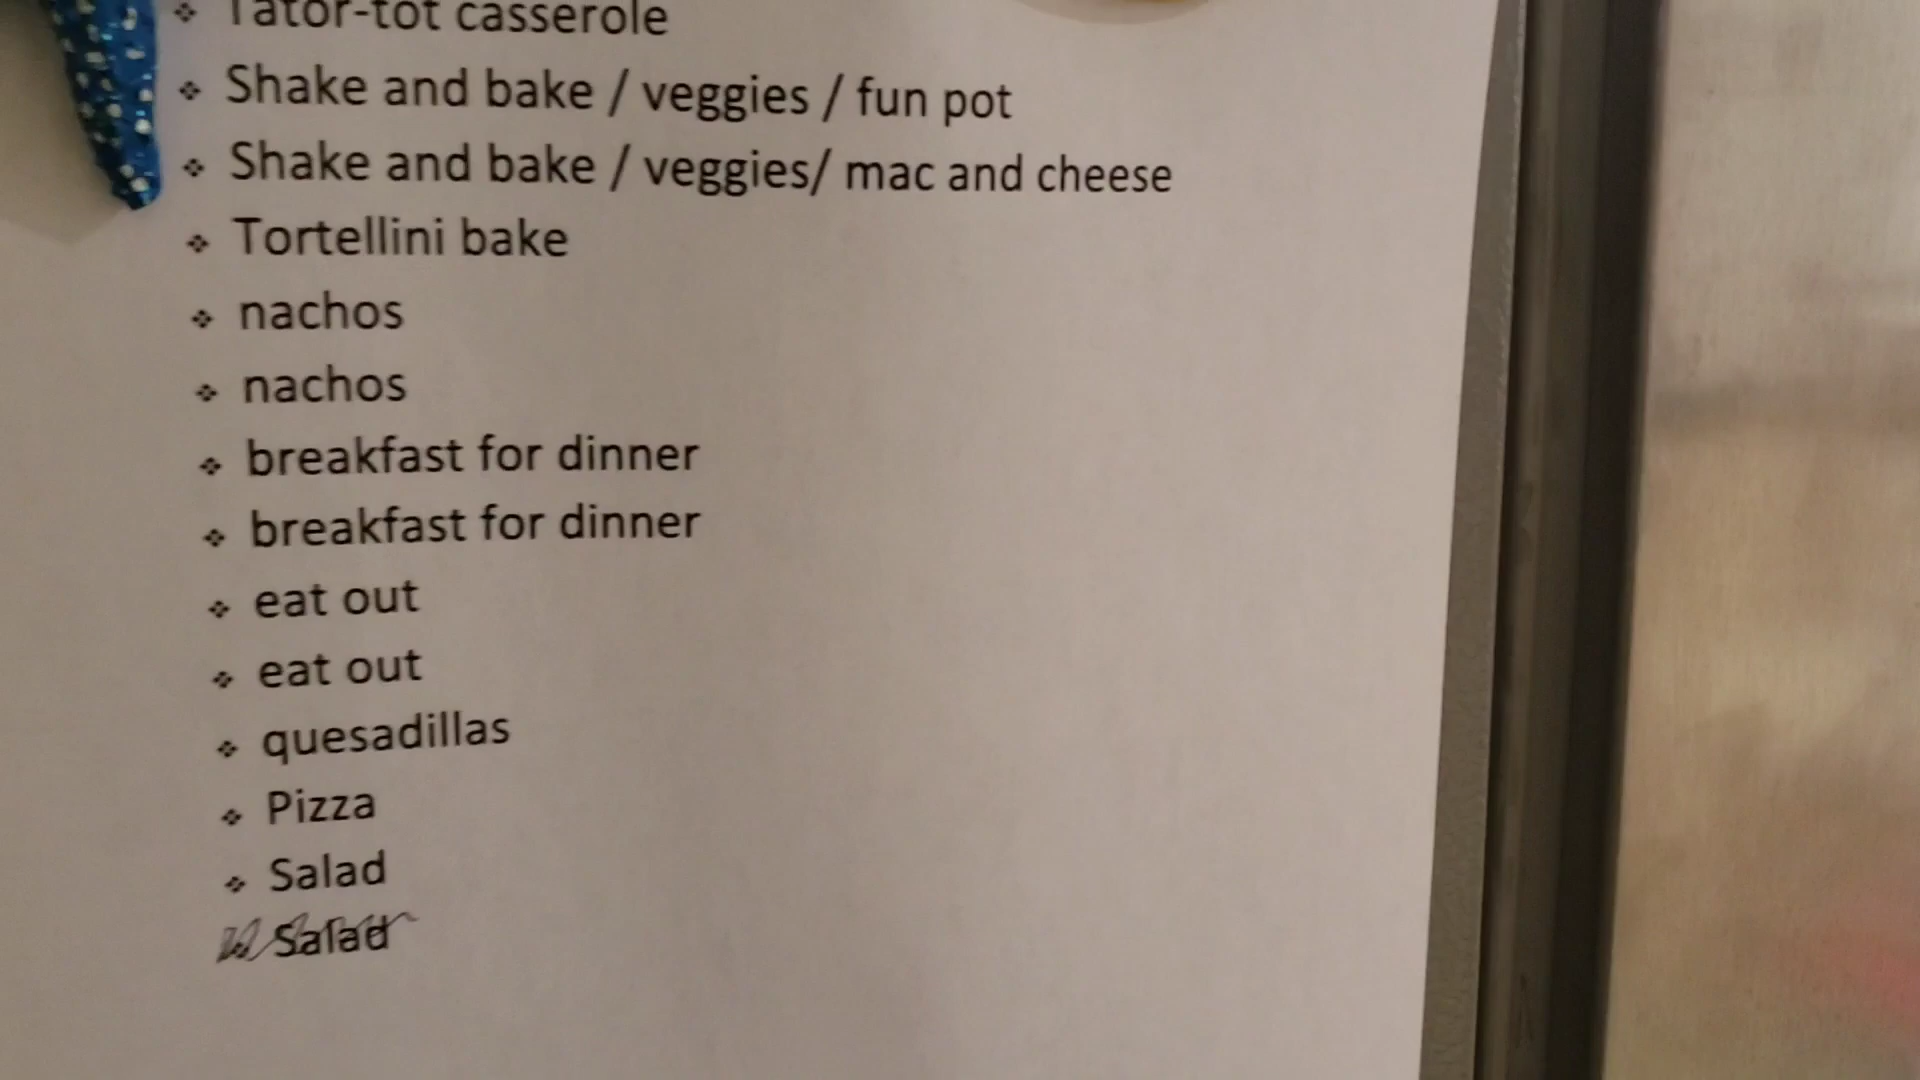 Tator-tot casserole
Shake and bake / veggies / fun pot
Shake and bake / veggies/ mac and cheese
Tortellini bake
nachos
nachos
breakfast for dinner
breakfast for dinner
eat out
eat out
quesadillas
Pizza
Salad
Salad